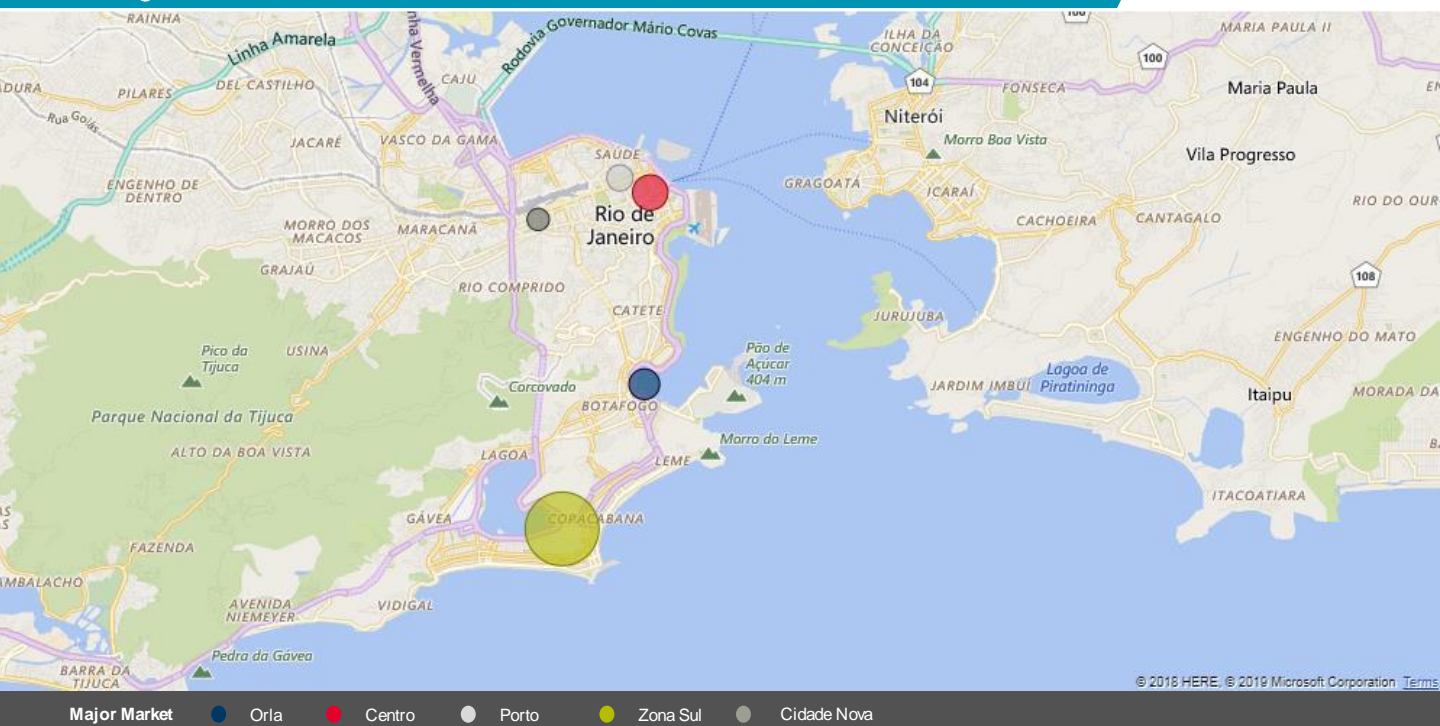 RAINHA
Linha Amarela
nha Vermelha
Rodovia Governador Mário Covas
ILHA DA
CONCEIÇÃO
MARIA PAULA II
100
104
CAJU
DEL CASTILHO
PILARES
FONSECA
Maria Paula
Rua Goiás
Niterói
JACARÉ
VASCO DA GAMA
Morro Boa Vista
SAÚDE
Vila Progresso
ENGENHO DE
DENTRO
GRAGOATÁ
ICARAÍ
RIO DO OUR
Rio de
Janeiro
MORRO DOS
MACACOS
MARACANÃ
CACHOEIRA
CANTAGALO
GRAJAÚ
RIO COMPRIDO
108
CATETE
JURUJUBA
ENGENHO DO MATO
Pico da
Tijuca
USINA
Pão de
Açucar
404 m
Lagoa de
Piratininga
JARDIM IMBUÍ
Corcovado
Itaipu
MORADA DA
BOTAFOGO
Parque Nacional da Tijuca
ALTO DA BOA VISTA
Morro do Leme
LAGOA
LEME
ITACOATIARA
GÁVEA
COPACABANA
FAZENDA
AMBALACHO
AVENIDA
NIEMEYER
VIDIGAL
Pedra da Gávea
BARRA DA
TIJUCA
© 2018 HERE, © 2019 Microsoft Corporation Terms
Major Market Orla Centro Porto Zona Sul Cidade Nova